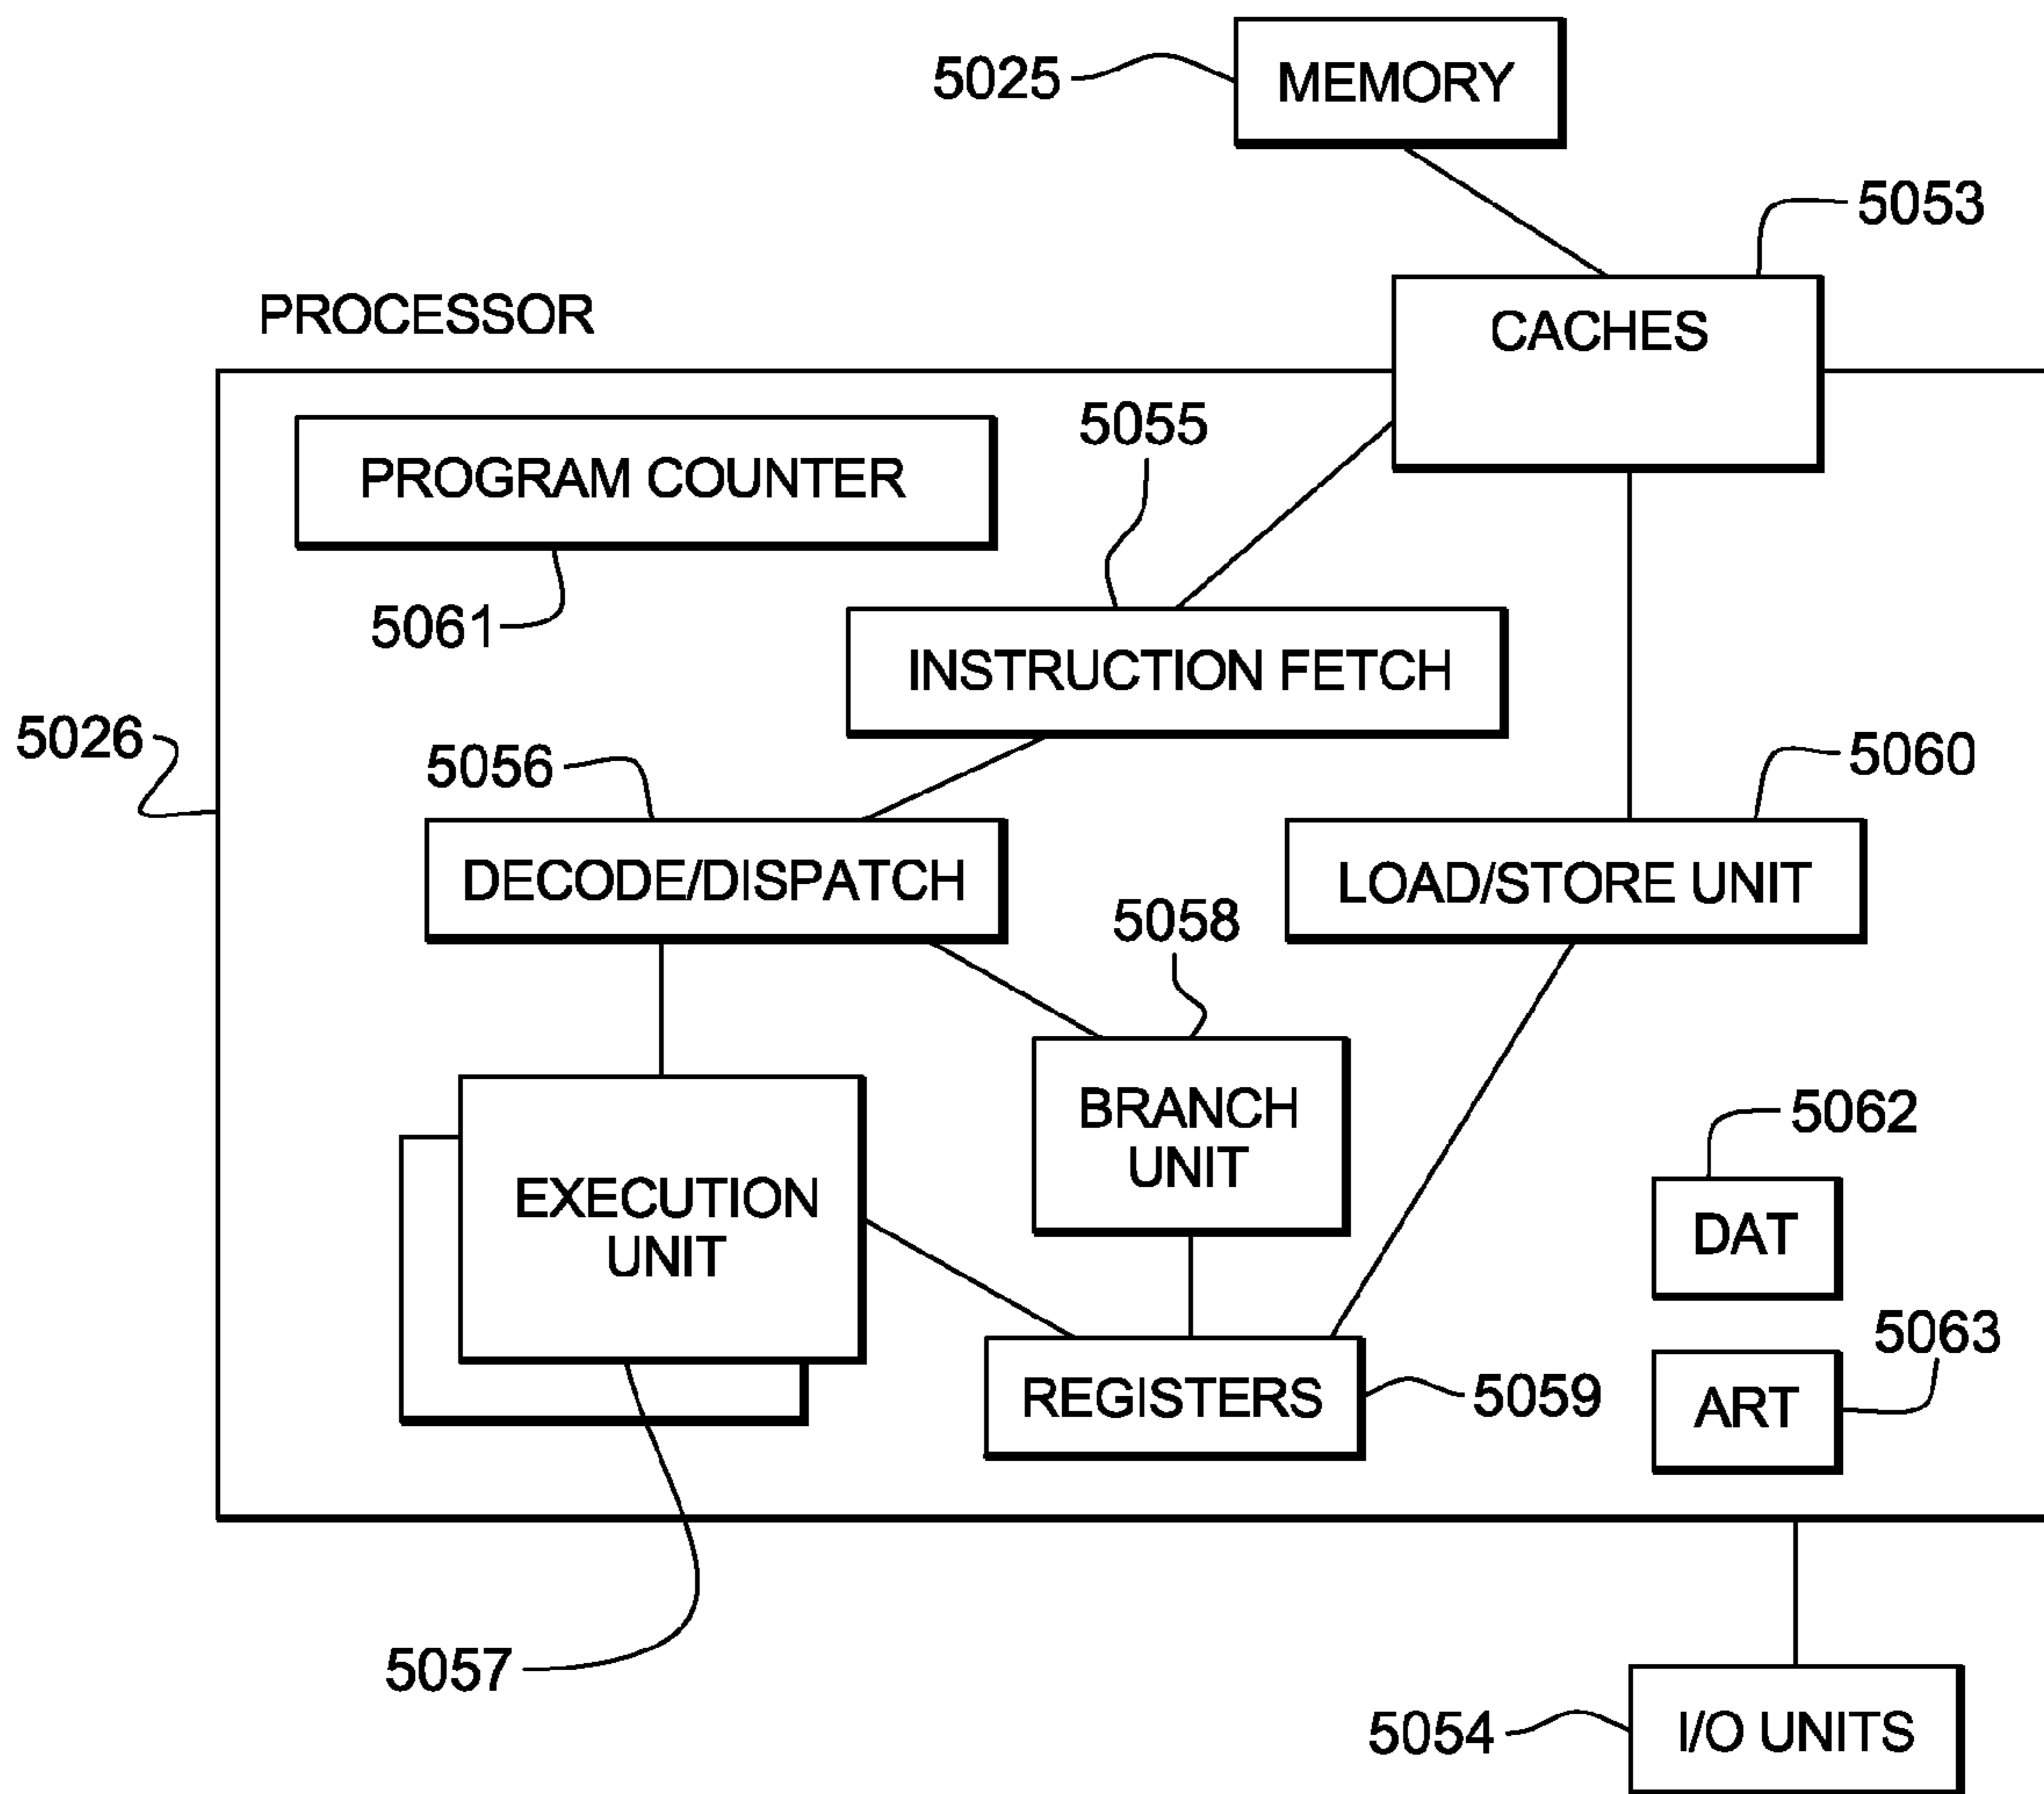 5025
MEMORY
5053
CACHES
PROCESSOR
5055
PROGRAM COUNTER
5061
INSTRUCTION FETCH
5026
5056
5060
DECODE/DISPATCH
LOAD/STORE UNIT
5058
BRANCH
UNIT
5062
EXECUTION
UNIT
DAT
5063
REGISTERS
5059
ART
5057
5054
I/O UNITS